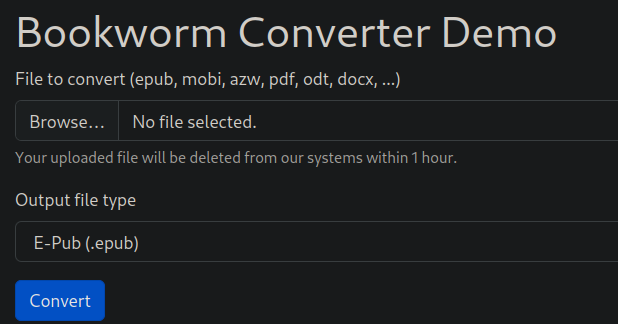 Bookworm Converter Demo
File to convert (epub, mobi, azw, pdf, odt, docx, ...)
Browse... No file selected.
Your uploaded file will be deleted from our systems within 1 hour.
Output file type
E-Pub (.epub)
Convert